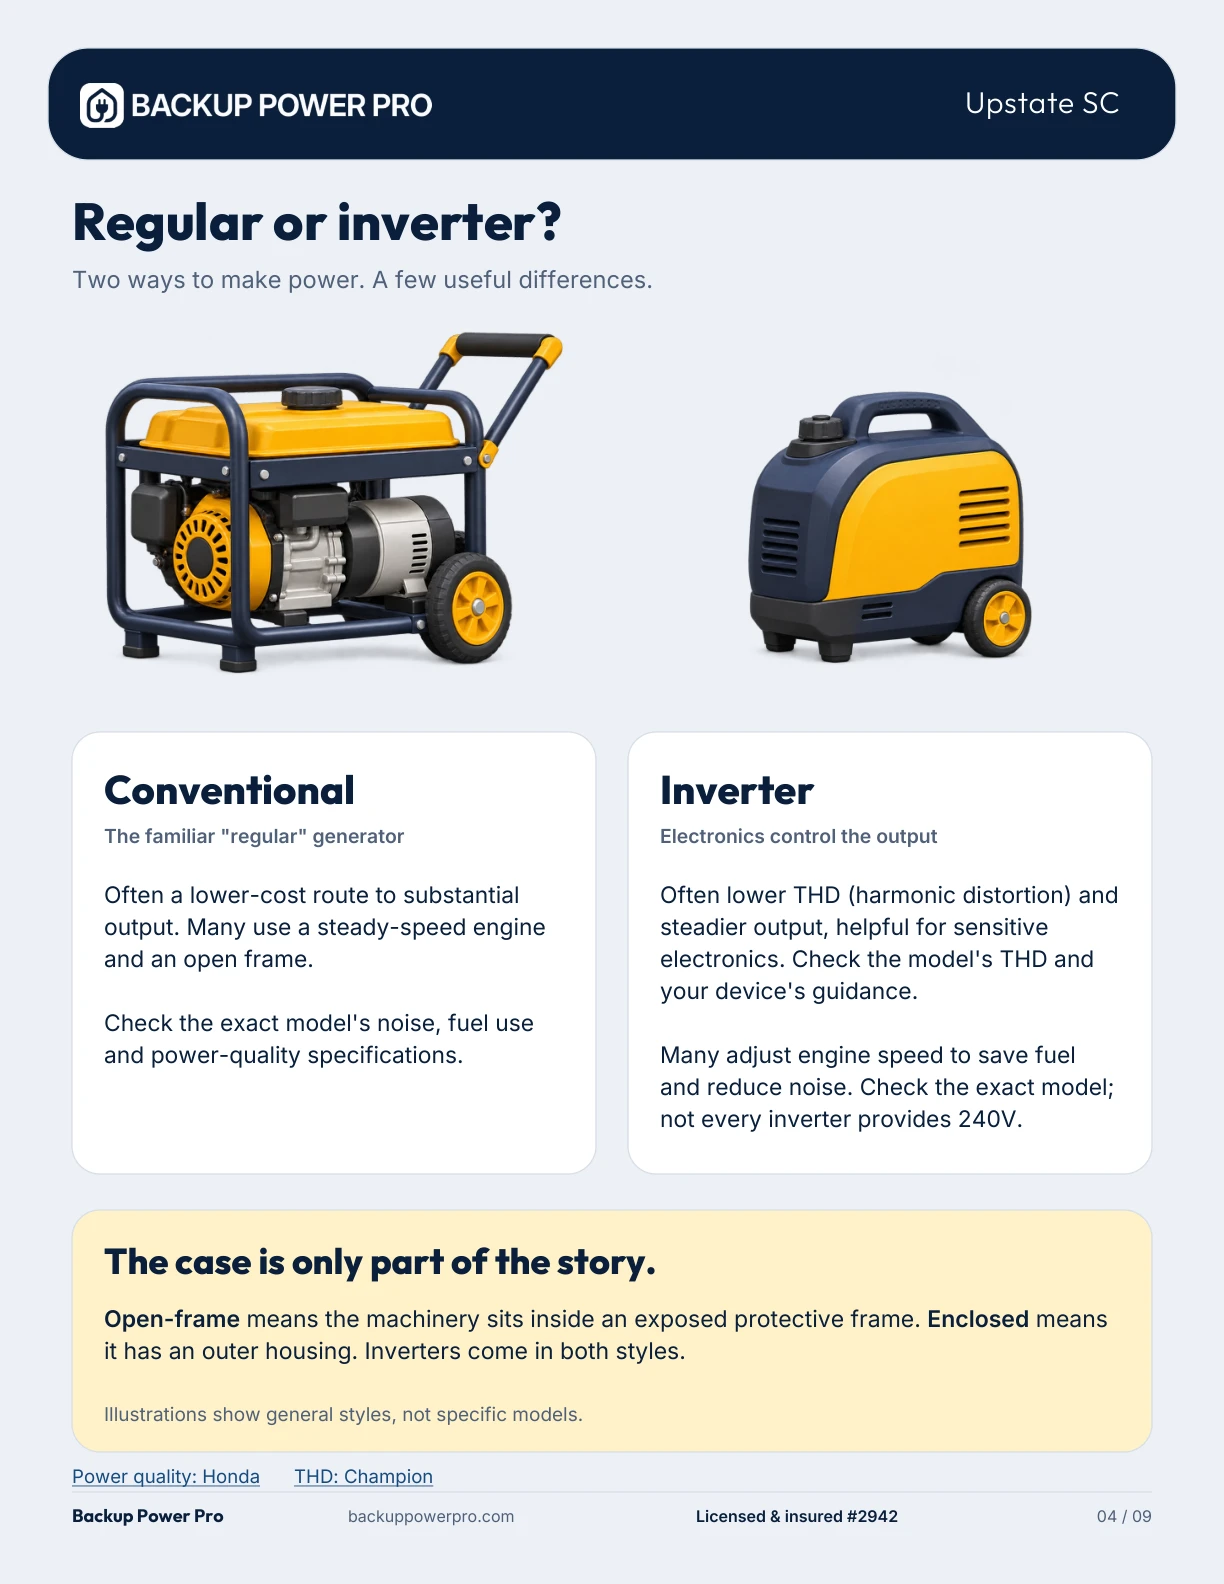 BACKUP POWER PRO
Upstate SC
Regular or inverter?
Two ways to make power. A few useful differences.
Conventional
The familiar "regular" generator
Often a lower-cost route to substantial
output. Many use a steady-speed engine
and an open frame.
Check the exact model's noise, fuel use
and power-quality specifications.
Inverter
Electronics control the output
Often lower THD (harmonic distortion) and
steadier output, helpful for sensitive
electronics. Check the model's THD and
your device's guidance.
Many adjust engine speed to save fuel
and reduce noise. Check the exact model;
not every inverter provides 240V.
The case is only part of the story.
Open-frame means the machinery sits inside an exposed protective frame. Enclosed means
it has an outer housing. Inverters come in both styles.
Illustrations show general styles, not specific models.
Power quality: Honda
THD: Champion
Backup Power Pro
backuppowerpro.com
Licensed & insured #2942
04 / 09